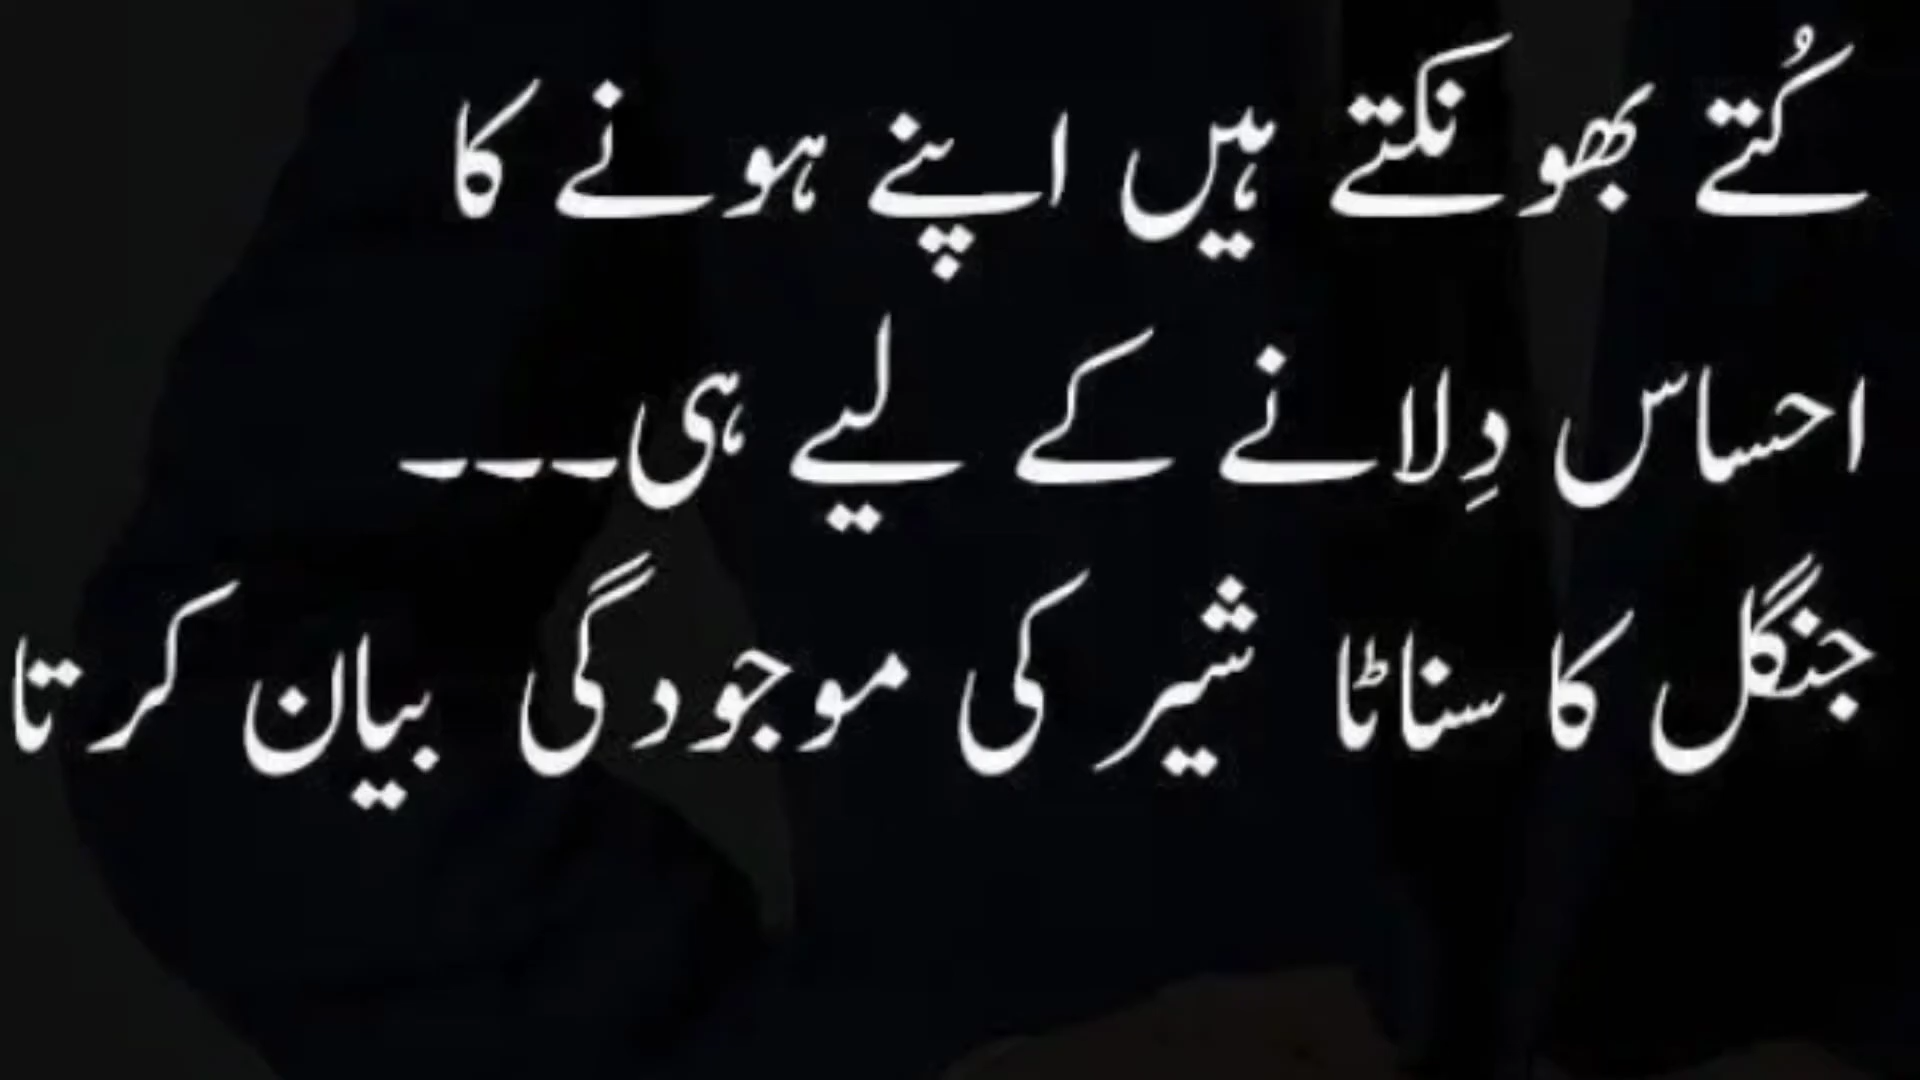 کُتے بھونکتے ہیں اپنے ہونے کا
احساس دِلانے کے لیے ہی۔۔۔
جنگل کا سناٹا شیر کی موجودگی بیان کرتا